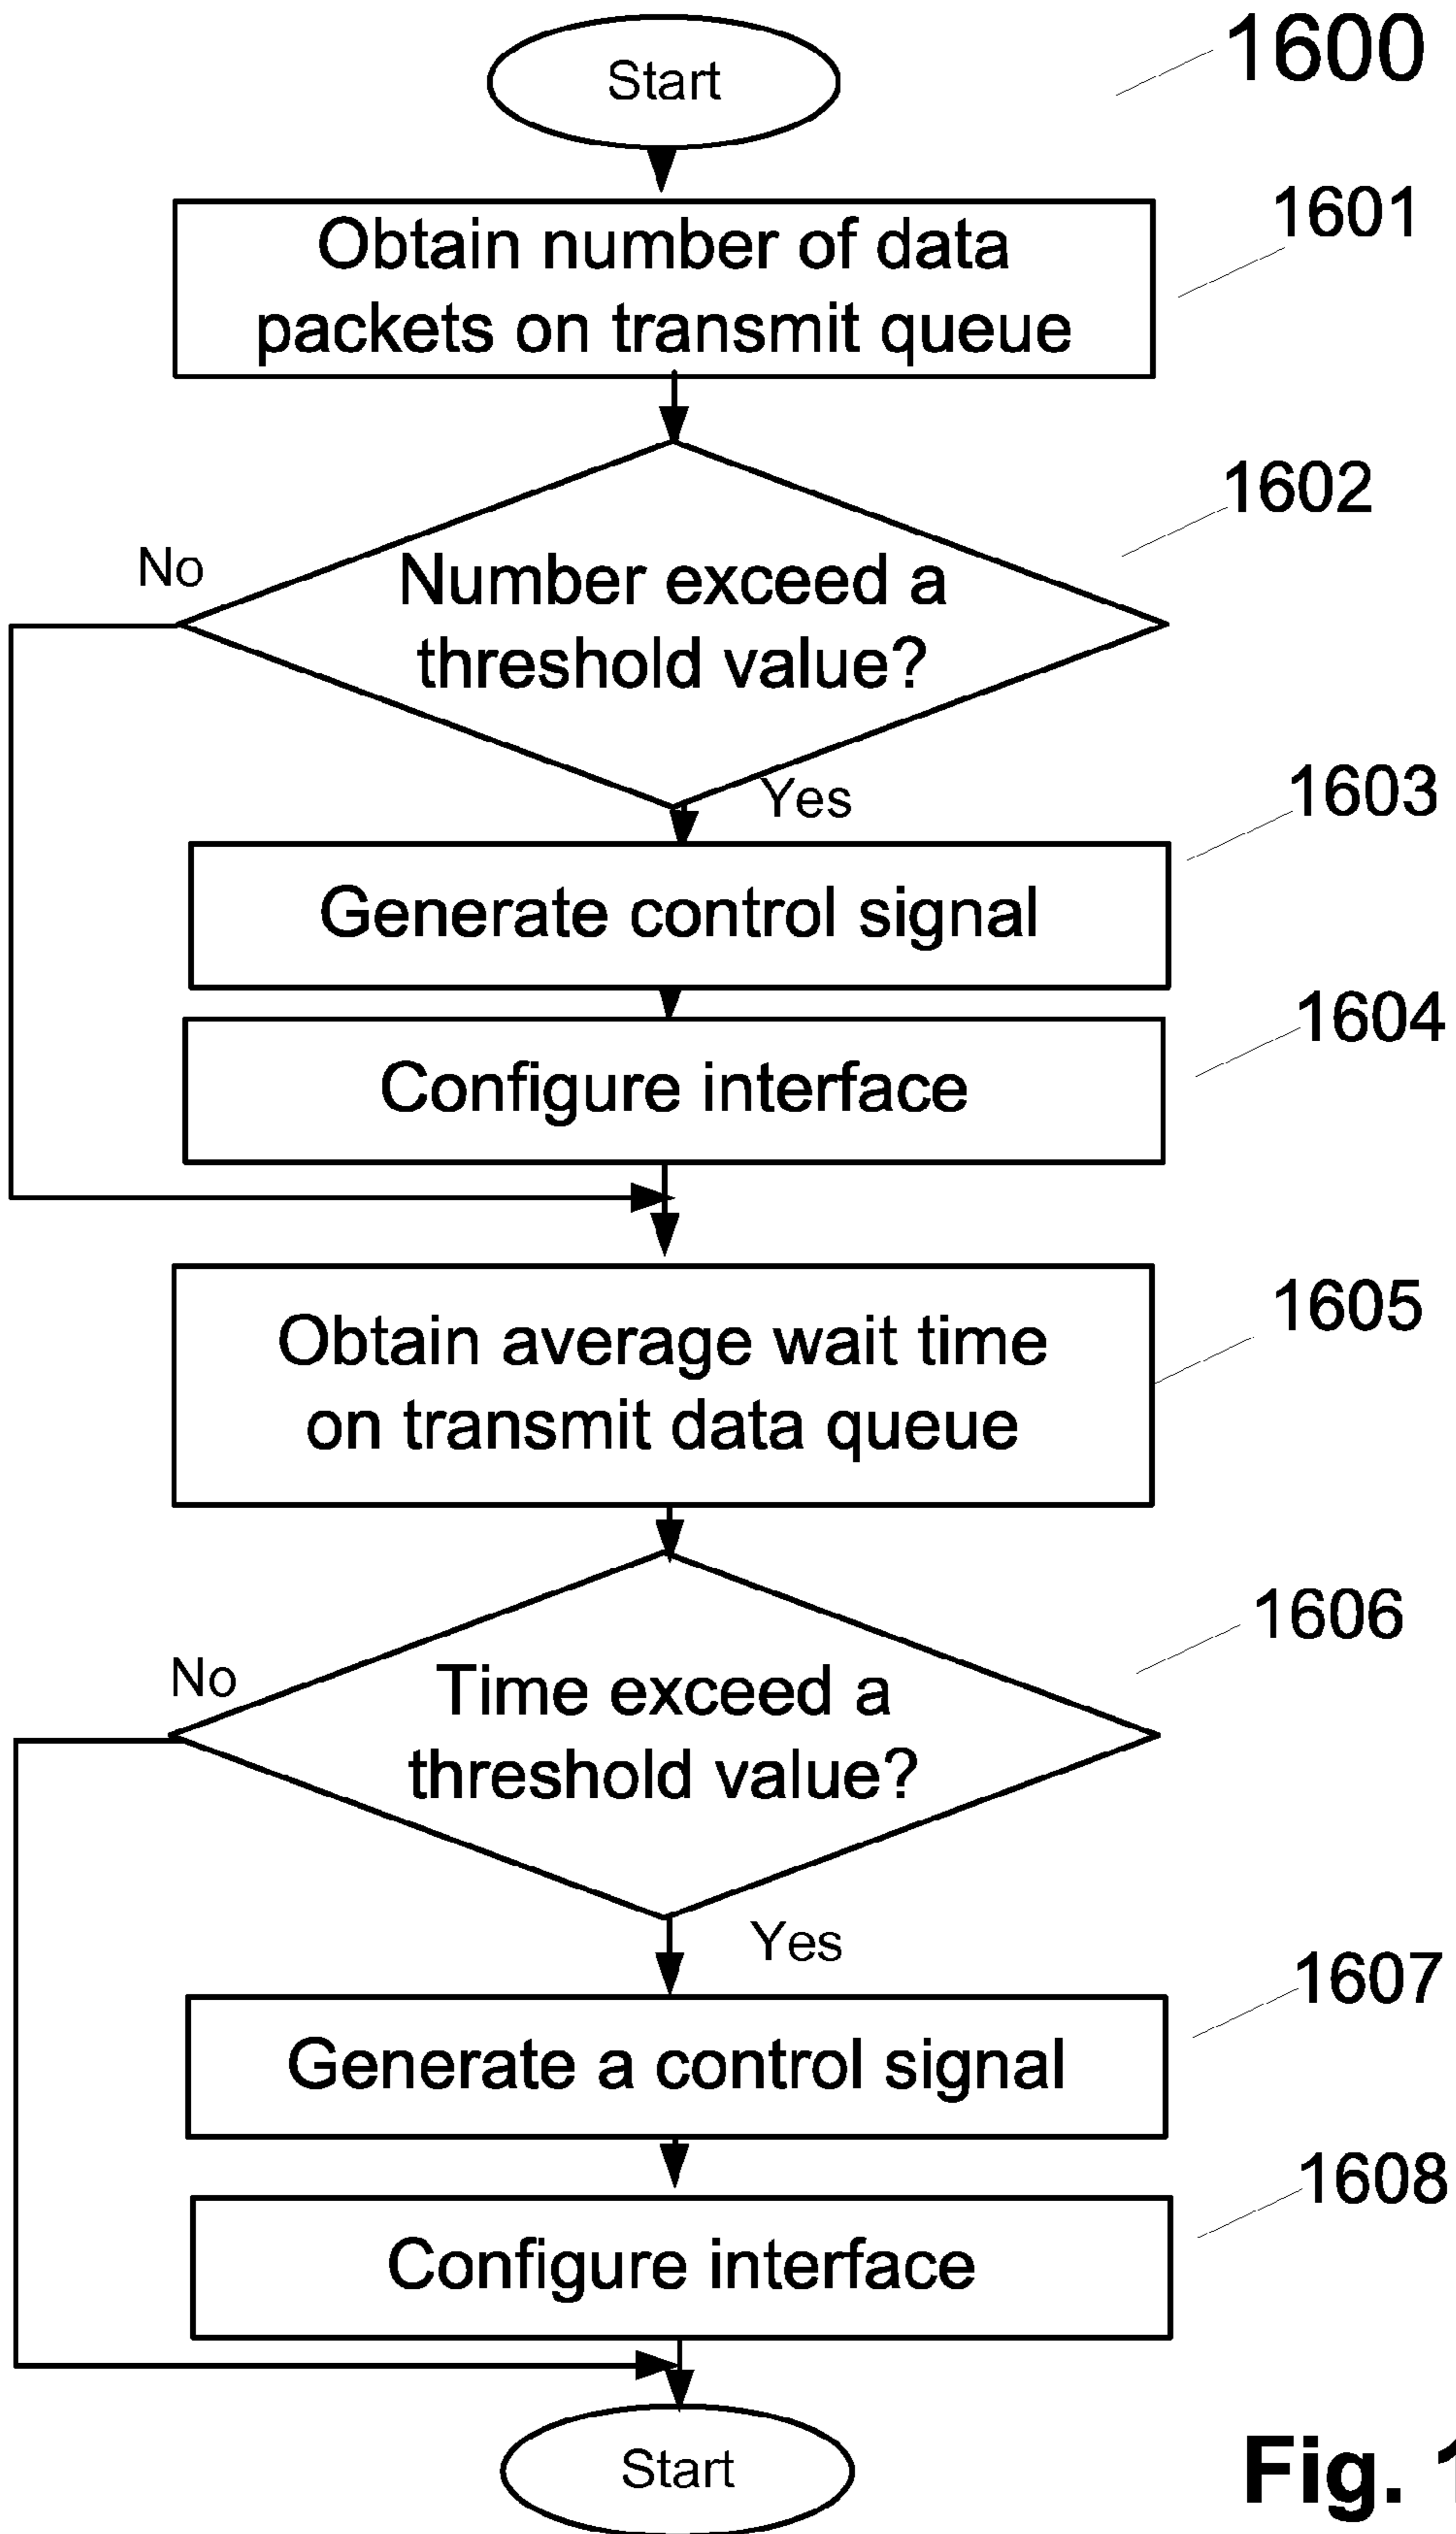 Start
1600
Obtain number of data
packets on transmit queue
1601
1602
No
Number exceed a
threshold value?
Yes
1603
Generate control signal
1604
Configure interface
1605
Obtain average wait time
on transmit data queue
1606
No
Time exceed a
threshold value?
Yes
1607
Generate a control signal
1608
Configure interface
Start
Fig.